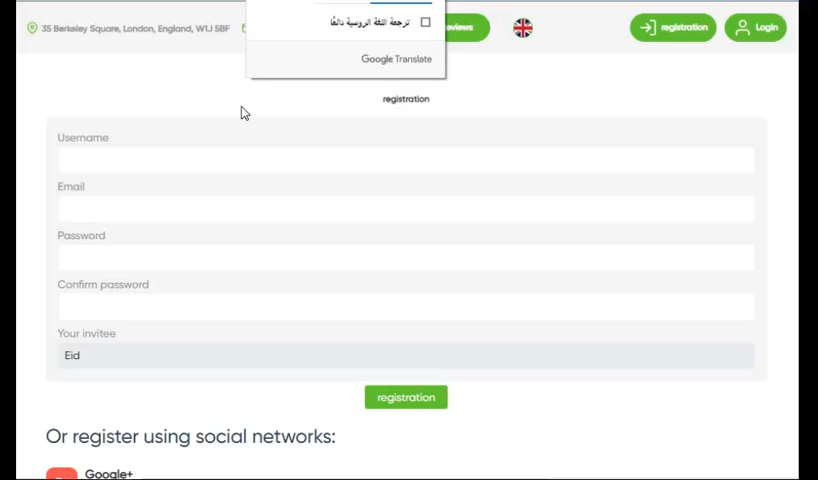 35 Berkeley Square, London, England, W1J 5BF
ترجمة اللغة الروسية دائمًا
Google Translate
registration
Login
registration
Username
Email
Password
Confirm password
Your invitee
Eid
registration
Or register using social networks:
Google+